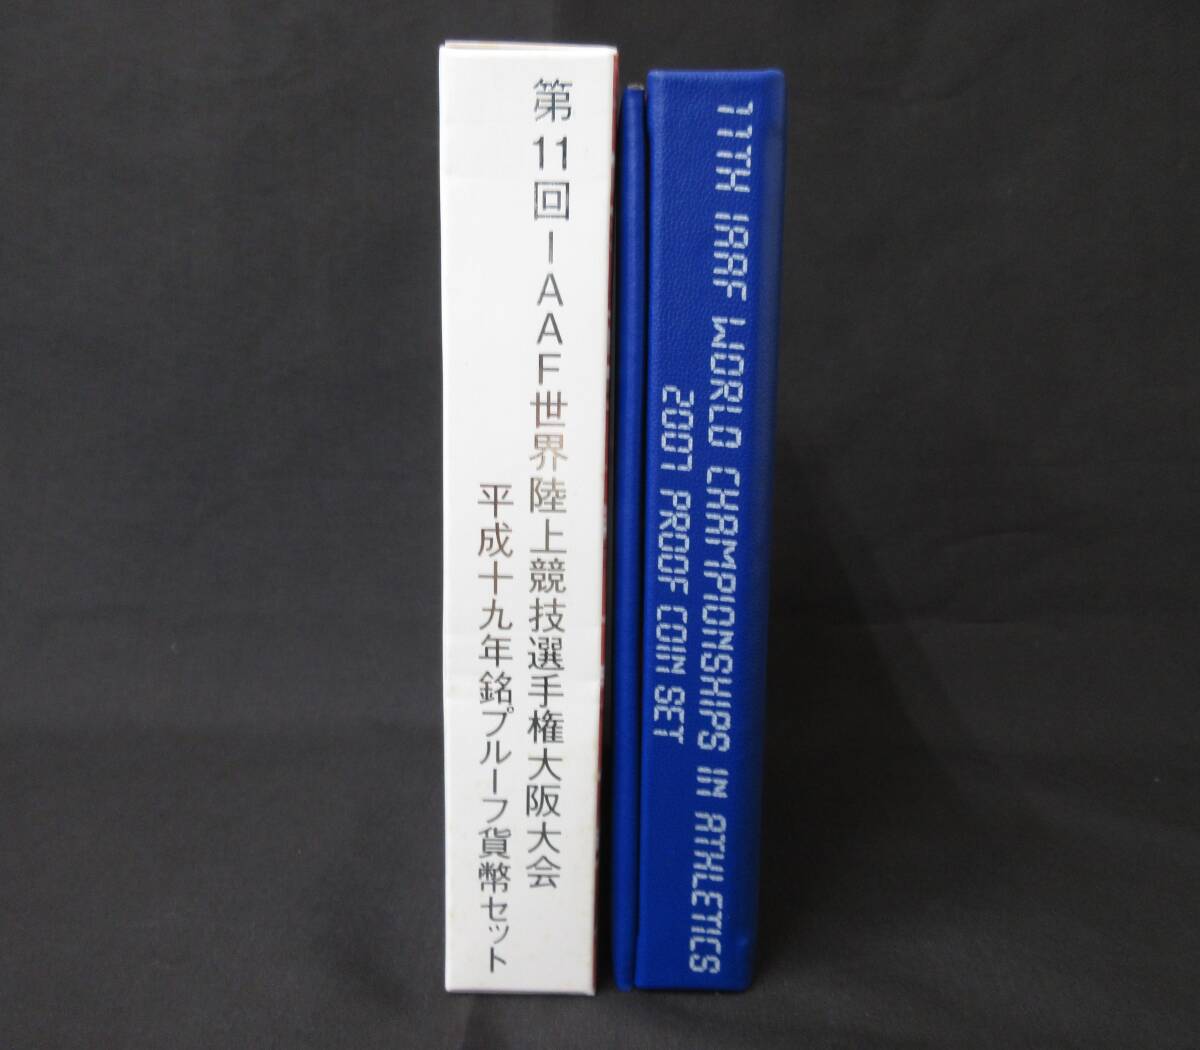 第11回IAAF世界陸上競技選手権大阪大会
平成十九年銘プルーフ貨幣セット
11TH IAAF WORLD CHAMPIONSHIPS IN ATHLETICS
2007 PROOF COIN SET